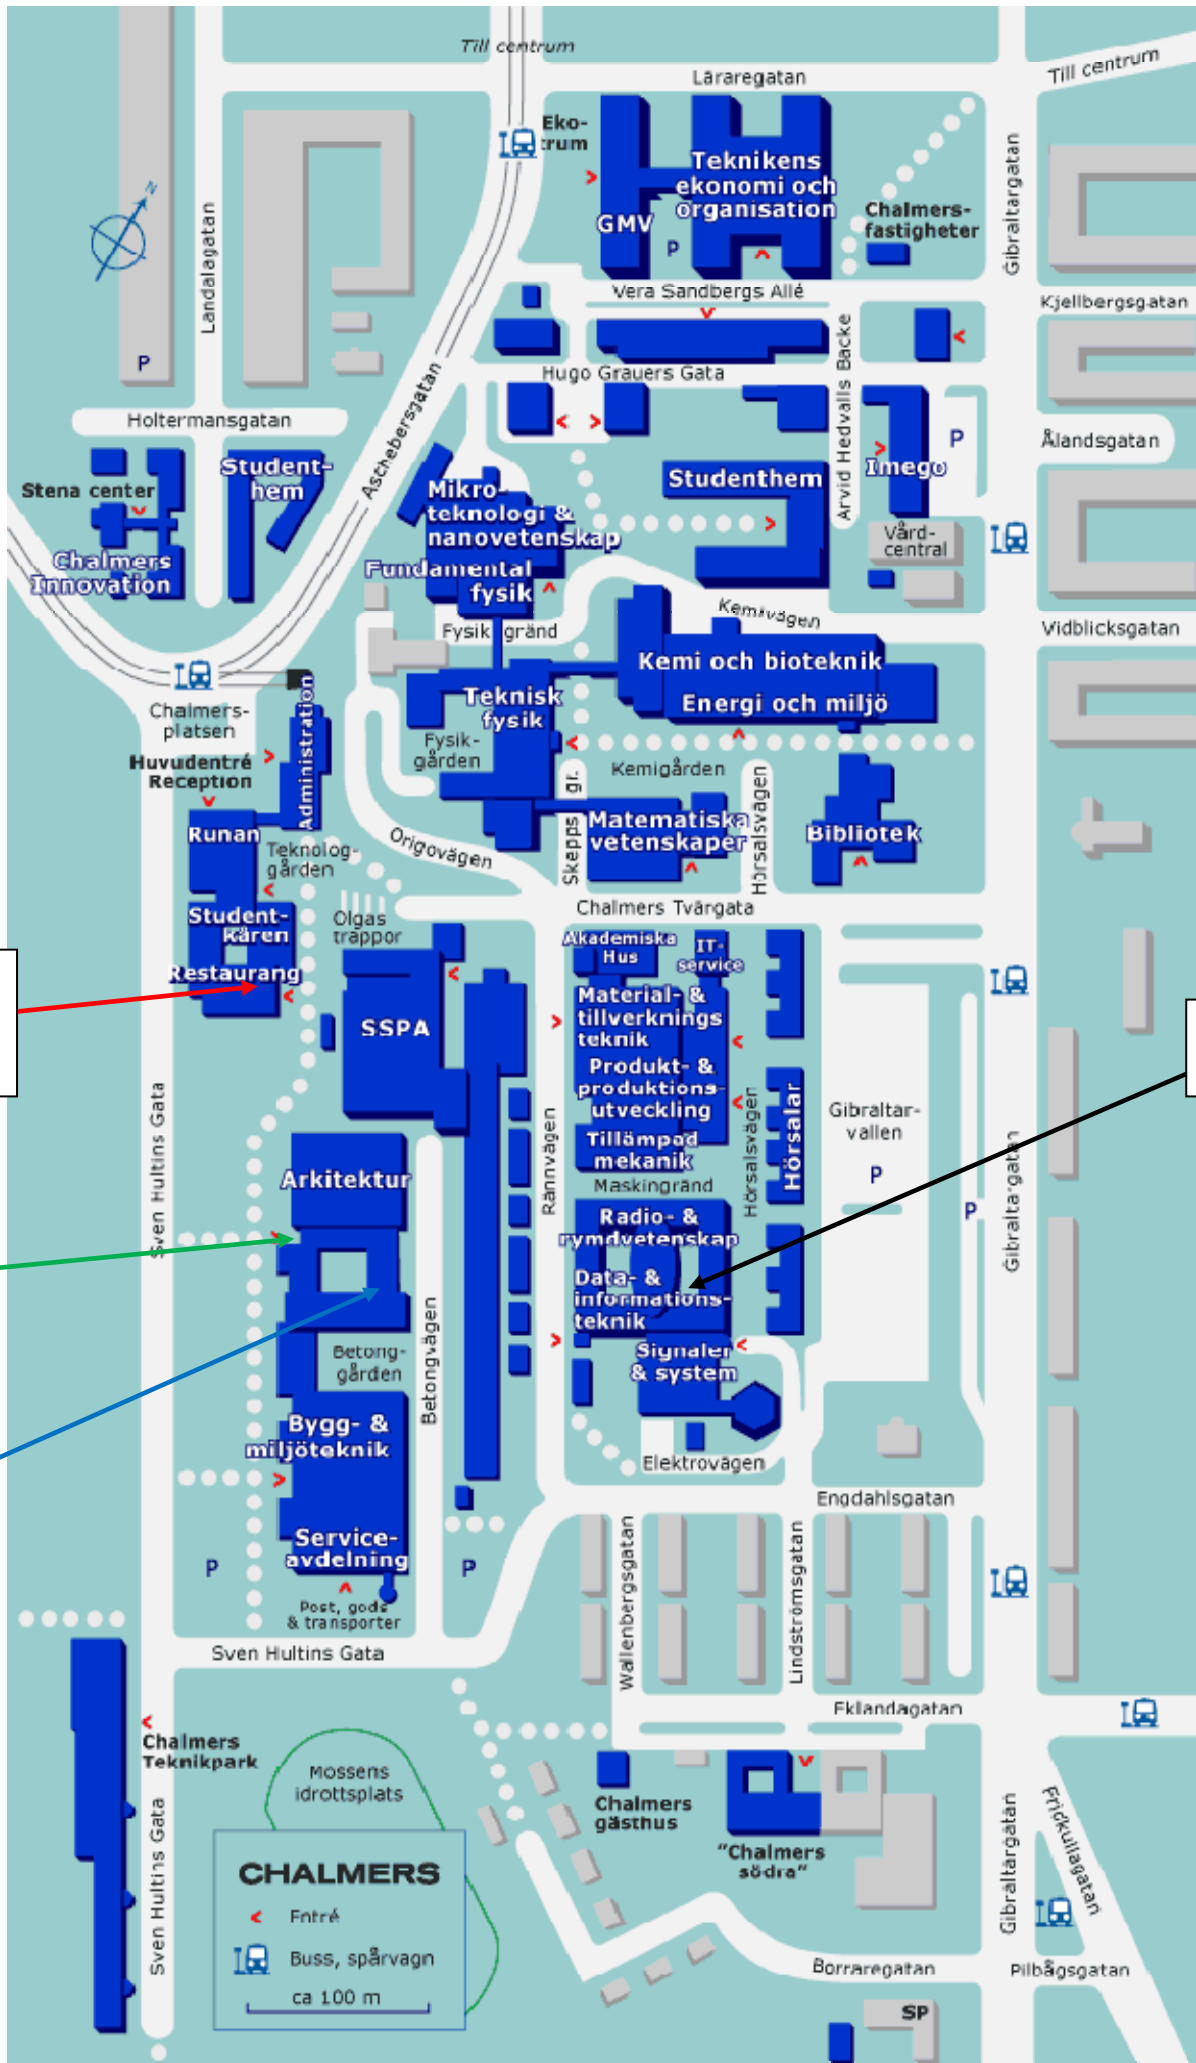 Till centrum
Läraregatan
Till centrum
Eko-
trum
Teknikens
ekonomi och
organisation
GMV
P
Chalmers-
fastigheter
Gibraltargatan
N
Landalagatan
Vera Sandbergs Allé
Kjellbergsgatan
P
Hugo Grauers Gata
Arvid Hedvalls Backe
Holtermansgatan
Aschebersgatan
P
Ålandsgatan
Student-
hem
Stena center
Mikro-
teknologi &
nanovetenskap
Studenthem
Imego
Vård-
central
Chalmers
Innovation
Fundamental
fysik
Kemivägen
Fysikgränd
Vidblicksgatan
Kemi och bioteknik
Energi och miljö
Teknisk
fysik
Chalmers-
platsen
Administration
Fysik-
gården
Huvudentré
Reception
Kemigården
Skepps gr.
Hörsalsvägen
Runan
Matematiska
vetenskaper
Bibliotek
Teknolog-
gården
Origovägen
Student-
kåren
Olgas
trappor
Chalmers Tvärgata
Restaurang
Akademiska
Hus
IT-
service
SSPA
Material- &
tillverknings
teknik
Produkt- &
produktions-
utveckling
Tillämpad
mekanik
Hörsalar
Gibraltar-
vallen
P
Sven Hultins Gata
Arkitektur
Rännvägen
Maskingränd
Hörsalsvägen
P
Gibraltargatan
Radio- &
rymdvetenskap
Data- &
informations-
teknik
Signaler
& system
Betong-
gården
Betongvägen
Bygg- &
miljöteknik
Elektrovägen
Engdahlsgatan
Service-
avdelning
P
P
Post, gods
& transporter
Wallenbergsgatan
Lindströmsgatan
Sven Hultins Gata
Eklandagatan
Chalmers
Teknikpark
Mossens
idrottsplats
Chalmers
gästhus
"Chalmers
södra"
Gibraltargatan
Fridkullagatan
Sven Hultins Gata
CHALMERS
Entré
Buss, spårvagn
ca 100 m
Borraregatan
Pilbågsgatan
SP